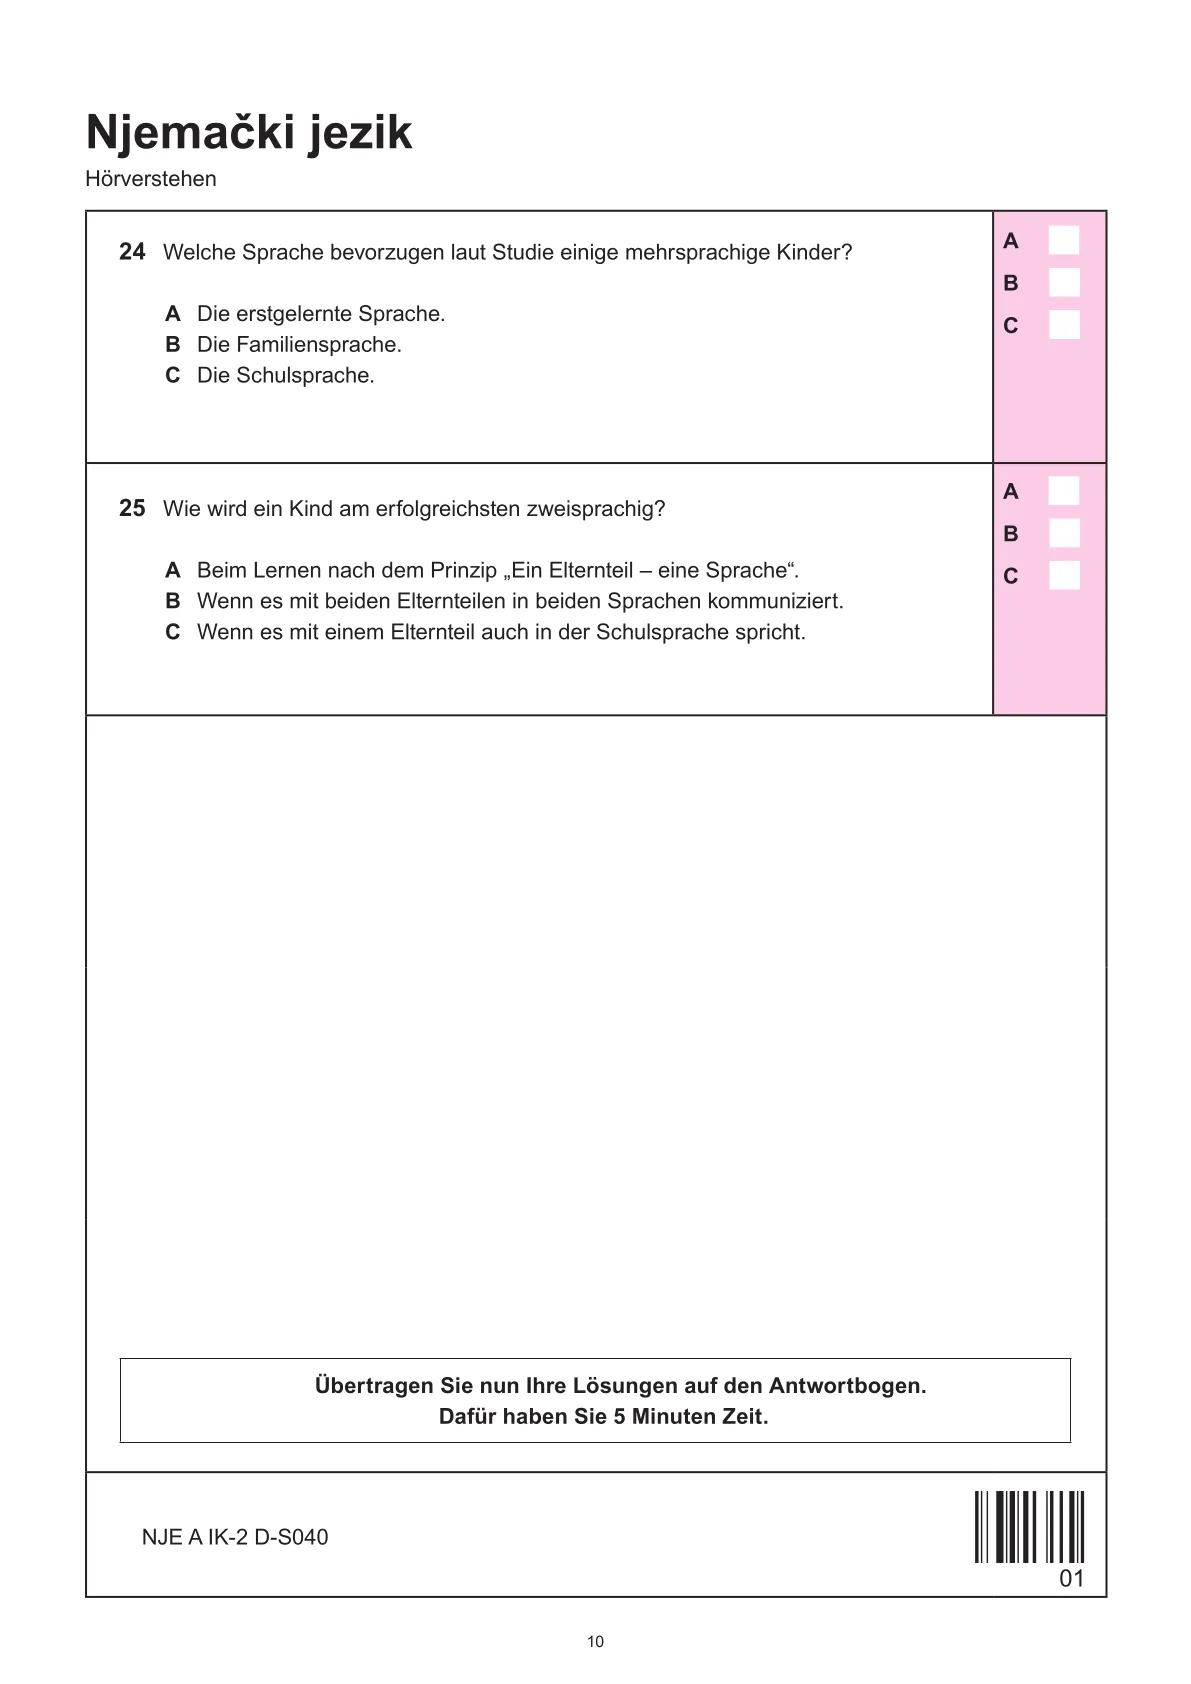 Njemački jezik
Hörverstehen
24 Welche Sprache bevorzugen laut Studie einige mehrsprachige Kinder?
A Die erstgelernte Sprache.
B Die Familiensprache.
C Die Schulsprache.
A
B
C
25 Wie wird ein Kind am erfolgreichsten zweisprachig?
A Beim Lernen nach dem Prinzip „Ein Elternteil – eine Sprache“.
B Wenn es mit beiden Elternteilen in beiden Sprachen kommuniziert.
C Wenn es mit einem Elternteil auch in der Schulsprache spricht.
A
B
C
Übertragen Sie nun Ihre Lösungen auf den Antwortbogen.
Dafür haben Sie 5 Minuten Zeit.
NJE A IK-2 D-S040
01
10